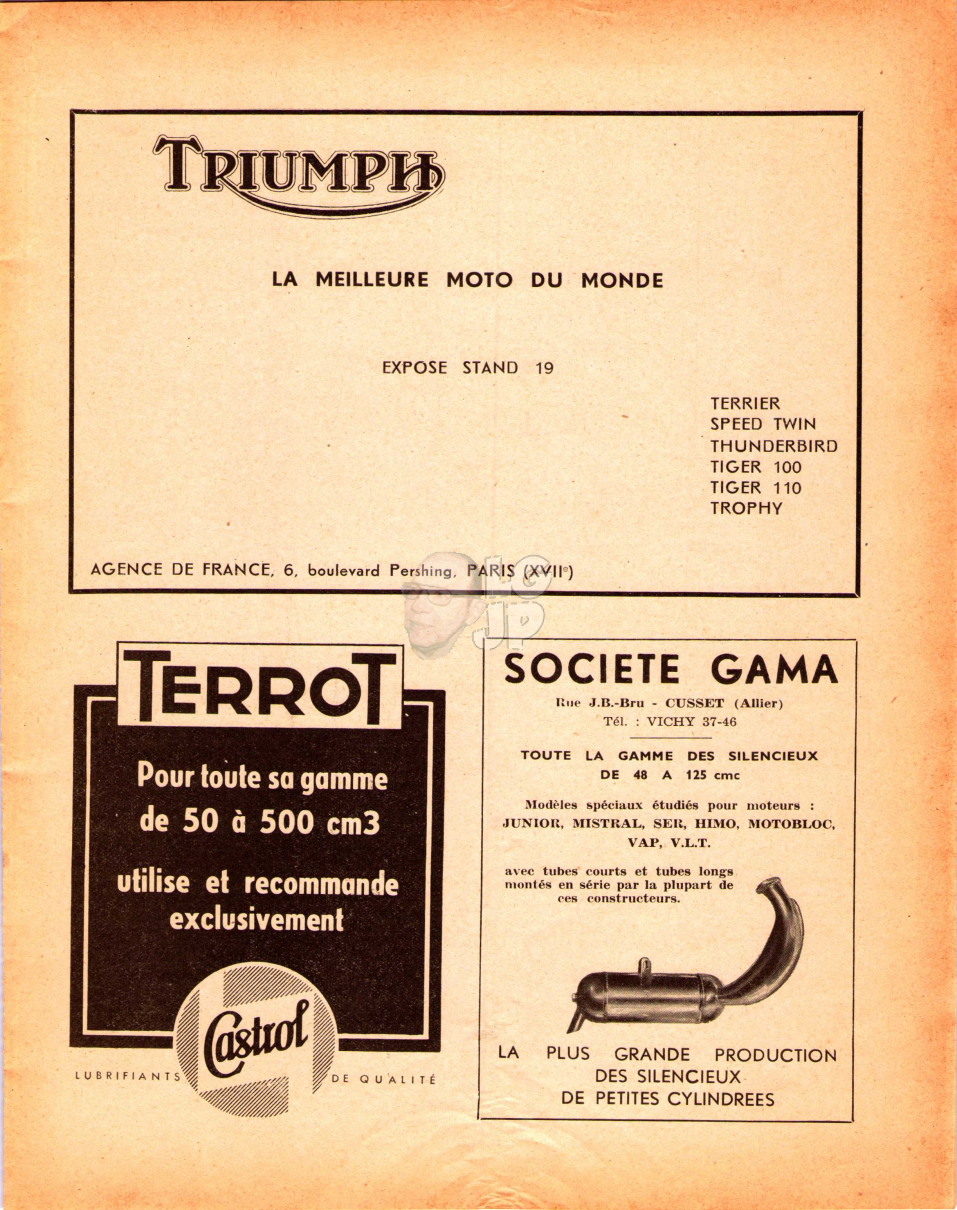 TRIUMPH
LA MEILLEURE MOTO DU MONDE
EXPOSE STAND 19
TERRIER
SPEED TWIN
THUNDERBIRD
TIGER 100
TIGER 110
TROPHY
AGENCE DE FRANCE, 6, boulevard Pershing, PARIS (XVIIe)
LG
JP
TERROT
Pour toute sa gamme
de 50 à 500 cm3
utilise et recommande
exclusivement
Castrol
LUBRIFIANTS DE QUALITÉ
SOCIETE GAMA
Rue J.B.-Bru - CUSSET (Allier)
Tél. : VICHY 37-46
TOUTE LA GAMME DES SILENCIEUX
DE 48 A 125 cmc
Modèles spéciaux étudiés pour moteurs :
JUNIOR, MISTRAL, SER, HIMO, MOTOBLOC,
VAP, V.L.T.
avec tubes courts et tubes longs
montés en série par la plupart de
ces constructeurs.
LA PLUS GRANDE PRODUCTION
DES SILENCIEUX
DE PETITES CYLINDREES